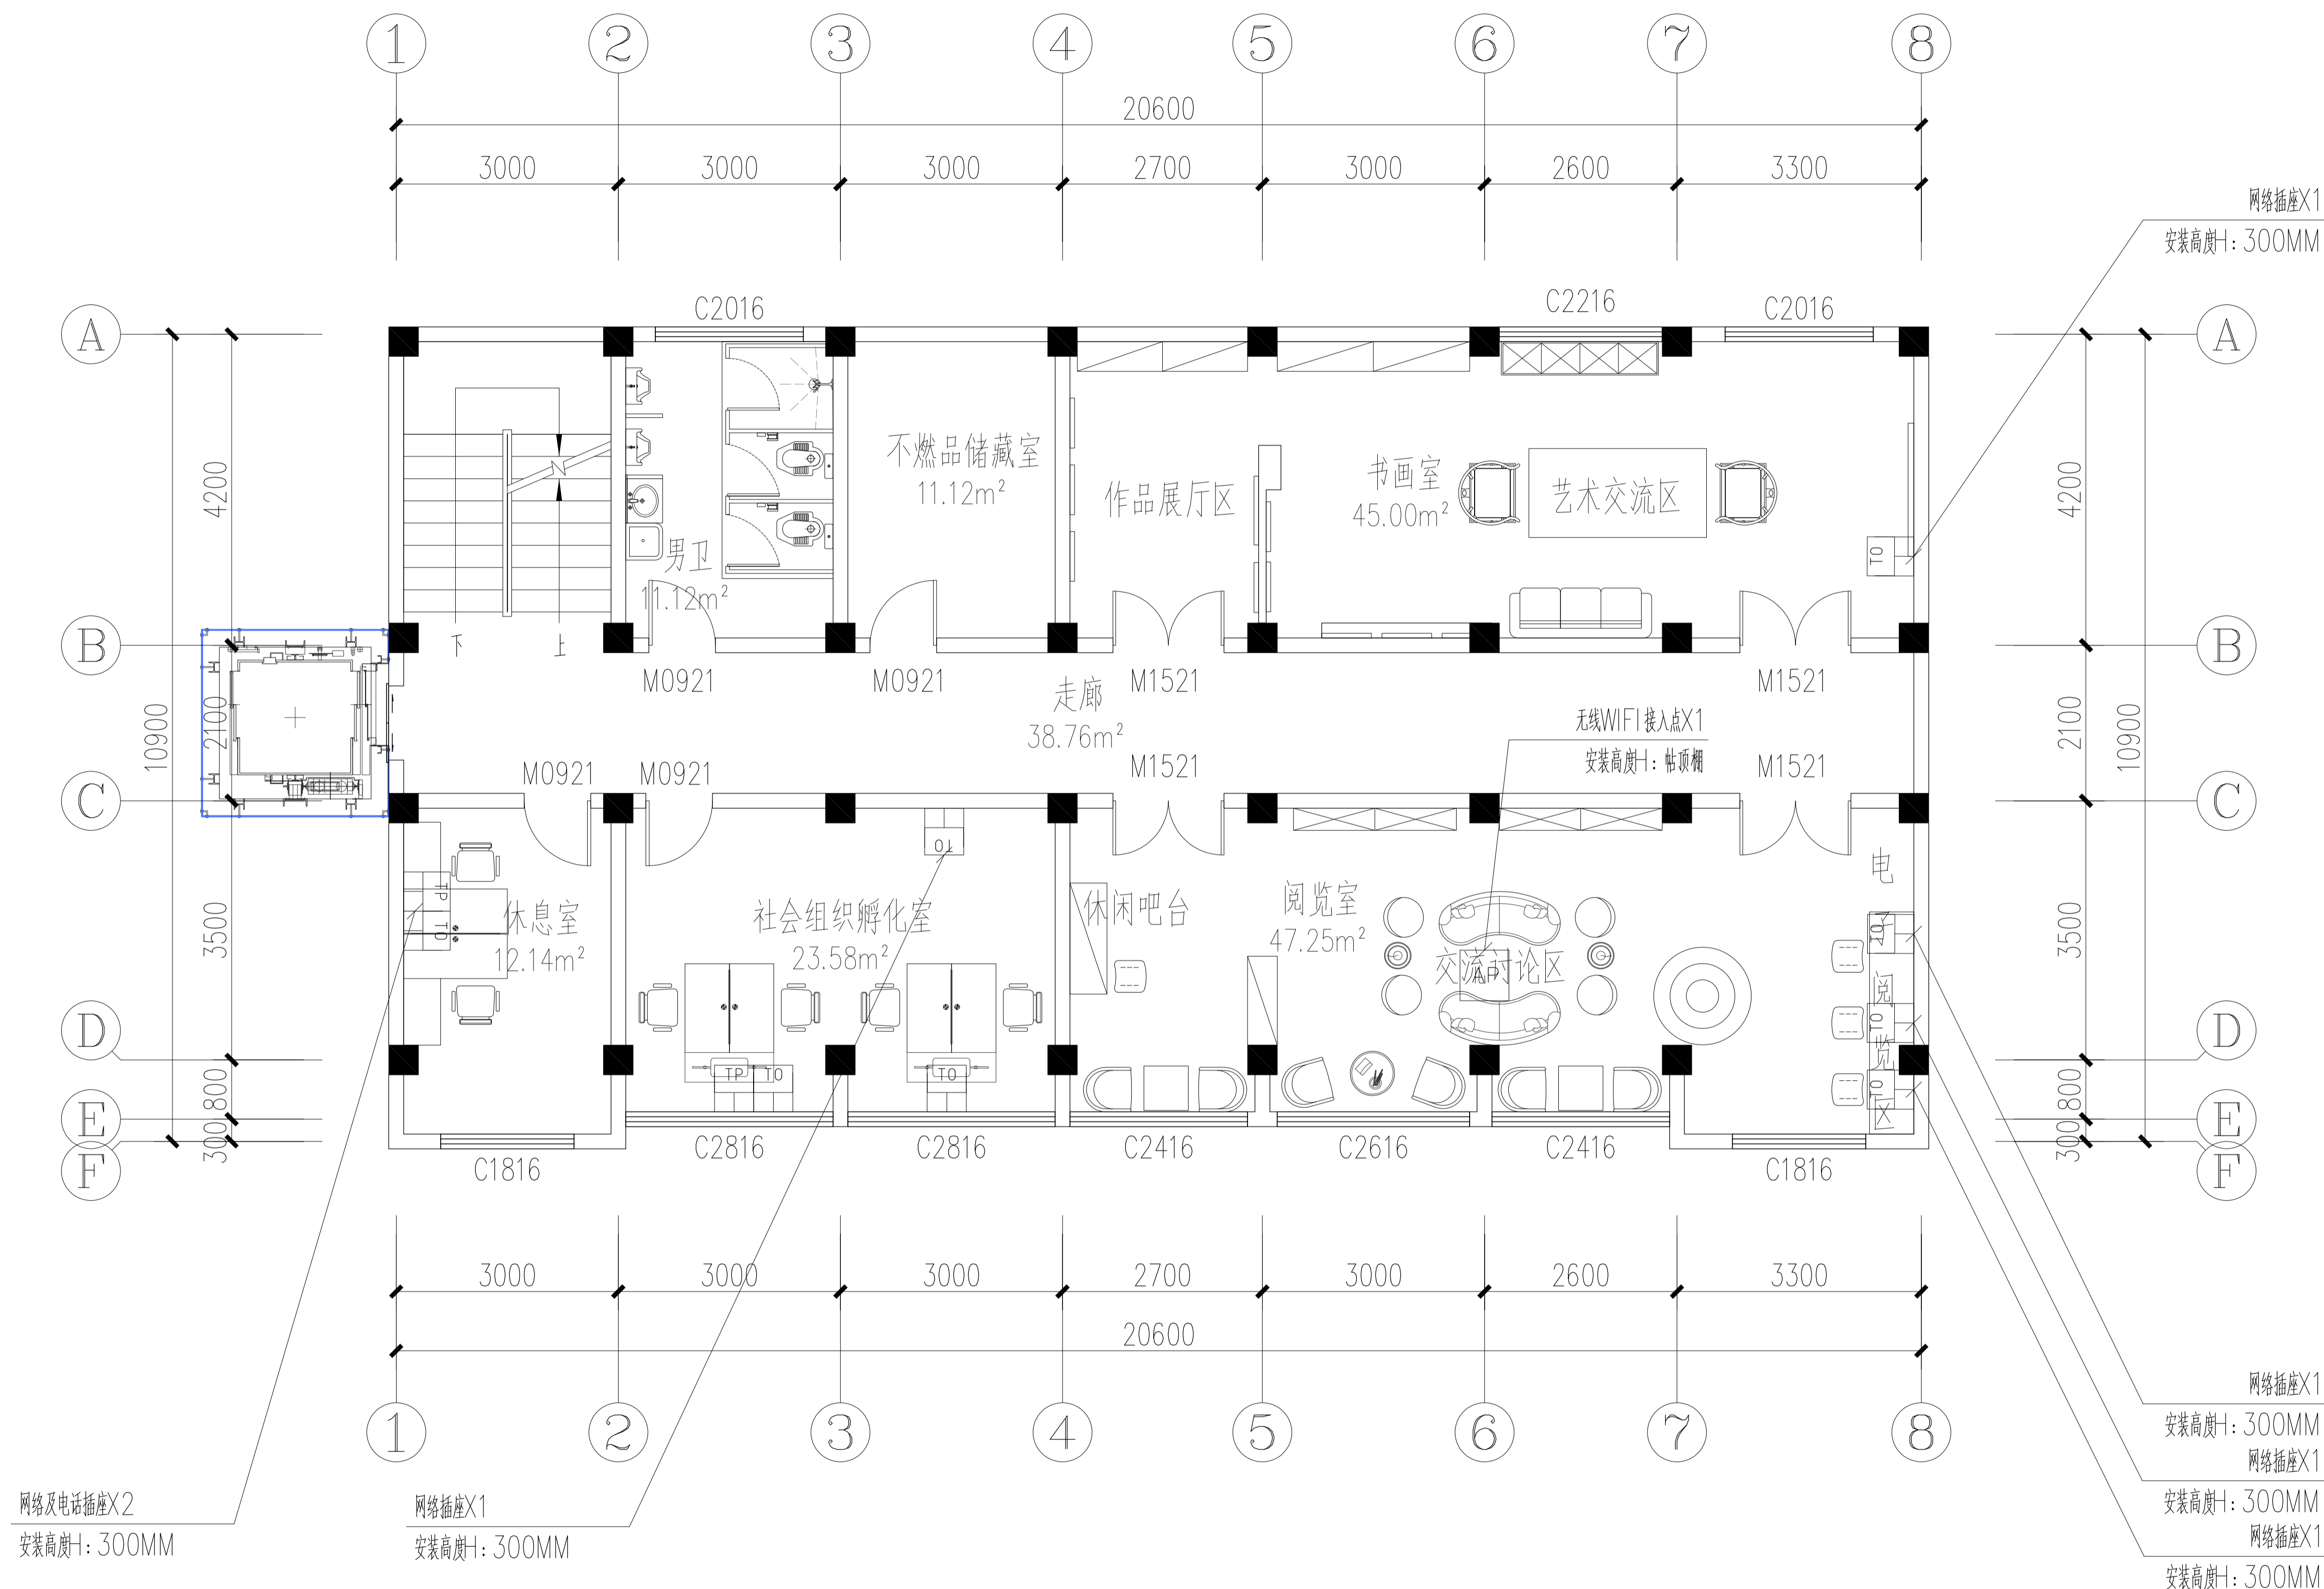 1
2
3
4
5
6
7
8
20600
3000
3000
3000
2700
3000
2600
3300
网络插座X1
安装高度H: 300MM
C2016
C2216
C2016
A
A
4200
4200
不燃品储藏室
11.12m²
作品展厅区
书画室
45.00m²
艺术交流区
TO
男卫
11.12m²
下
上
B
B
M0921
M0921
M1521
M1521
走廊
38.76m²
10900
2100
2100
10900
无线WIFI接入点X1
安装高度H: 帖顶棚
M0921
M0921
M1521
M1521
C
C
TO
电
子
阅
览
区
TP
TO
休息室
12.14m²
社会组织孵化室
23.58m²
休闲吧台
阅览室
47.25m²
交流讨论区
AP
TO
TO
TO
3500
3500
D
D
TP
TO
TO
800
800
E
E
300
300
F
F
C1816
C2816
C2816
C2416
C2616
C2416
C1816
3000
3000
3000
2700
3000
2600
3300
20600
1
2
3
4
5
6
7
8
网络及电话插座X2
安装高度H: 300MM
网络插座X1
安装高度H: 300MM
网络插座X1
安装高度H: 300MM
网络插座X1
安装高度H: 300MM
网络插座X1
安装高度H: 300MM